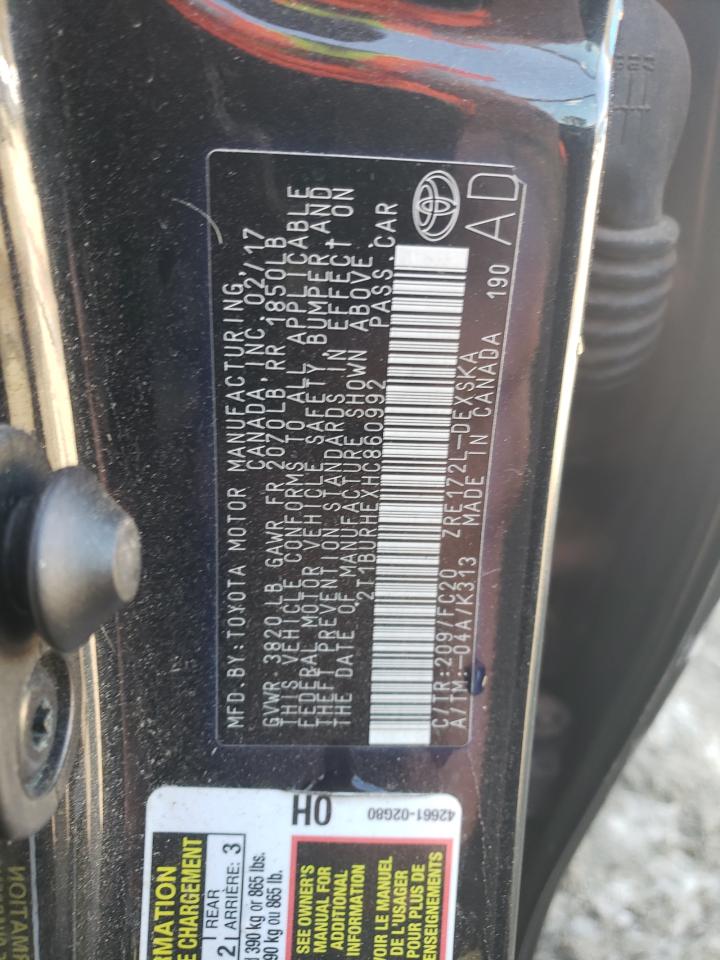 MFD BY:TOYOTA MOTOR MANUFACTURING,
CANADA, INC. 02/17
GVWR 3820 LB GAWR FR 2070LB RR 1850LB
THIS VEHICLE CONFORMS TO ALL APPLICABLE
FEDERAL MOTOR VEHICLE SAFETY, BUMPER AND
THEFT PREVENTION STANDARDS IN EFFECT ON
THE DATE OF MANUFACTURE SHOWN ABOVE.
2T1BURHEXHC860992 PASS.CAR
C/TR:209/FC20 ZRE172L-DEXSKA
A/TM:-04A/K313 MADE IN CANADA 190
AD
OH
42661-02G80
CHARGEMENT
REAR
ARRIÈRE: 3
2
390 kg or 865 lbs.
kg ou 865 lb.
SEE OWNER'S
MANUAL FOR
ADDITIONAL
INFORMATION
VOIR LE MANUEL
DE L'USAGER
POUR PLUS DE
RENSEIGNEMENTS